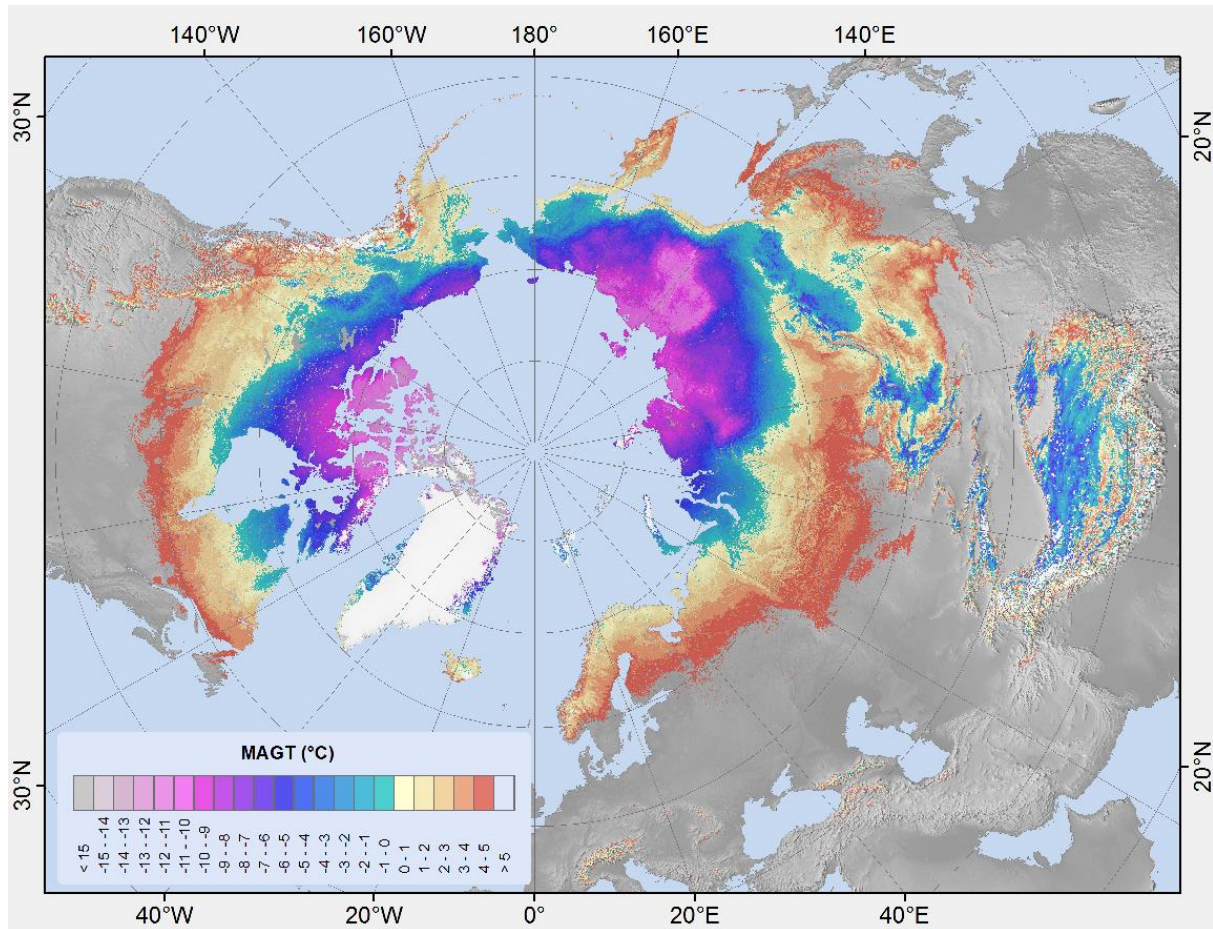 140°W 160°W 180° 160°E 140°E
30°N
20°N
30°N
20°N
MAGT (°C)
< -15
-15 - -14
-14 - -13
-13 - -12
-12 - -11
-11 - -10
-10 - -9
-9 - -8
-8 - -7
-7 - -6
-6 - -5
-5 - -4
-4 - -3
-3 - -2
-2 - -1
-1 - 0
0 - 1
1 - 2
2 - 3
3 - 4
4 - 5
> 5
40°W 20°W 0° 20°E 40°E